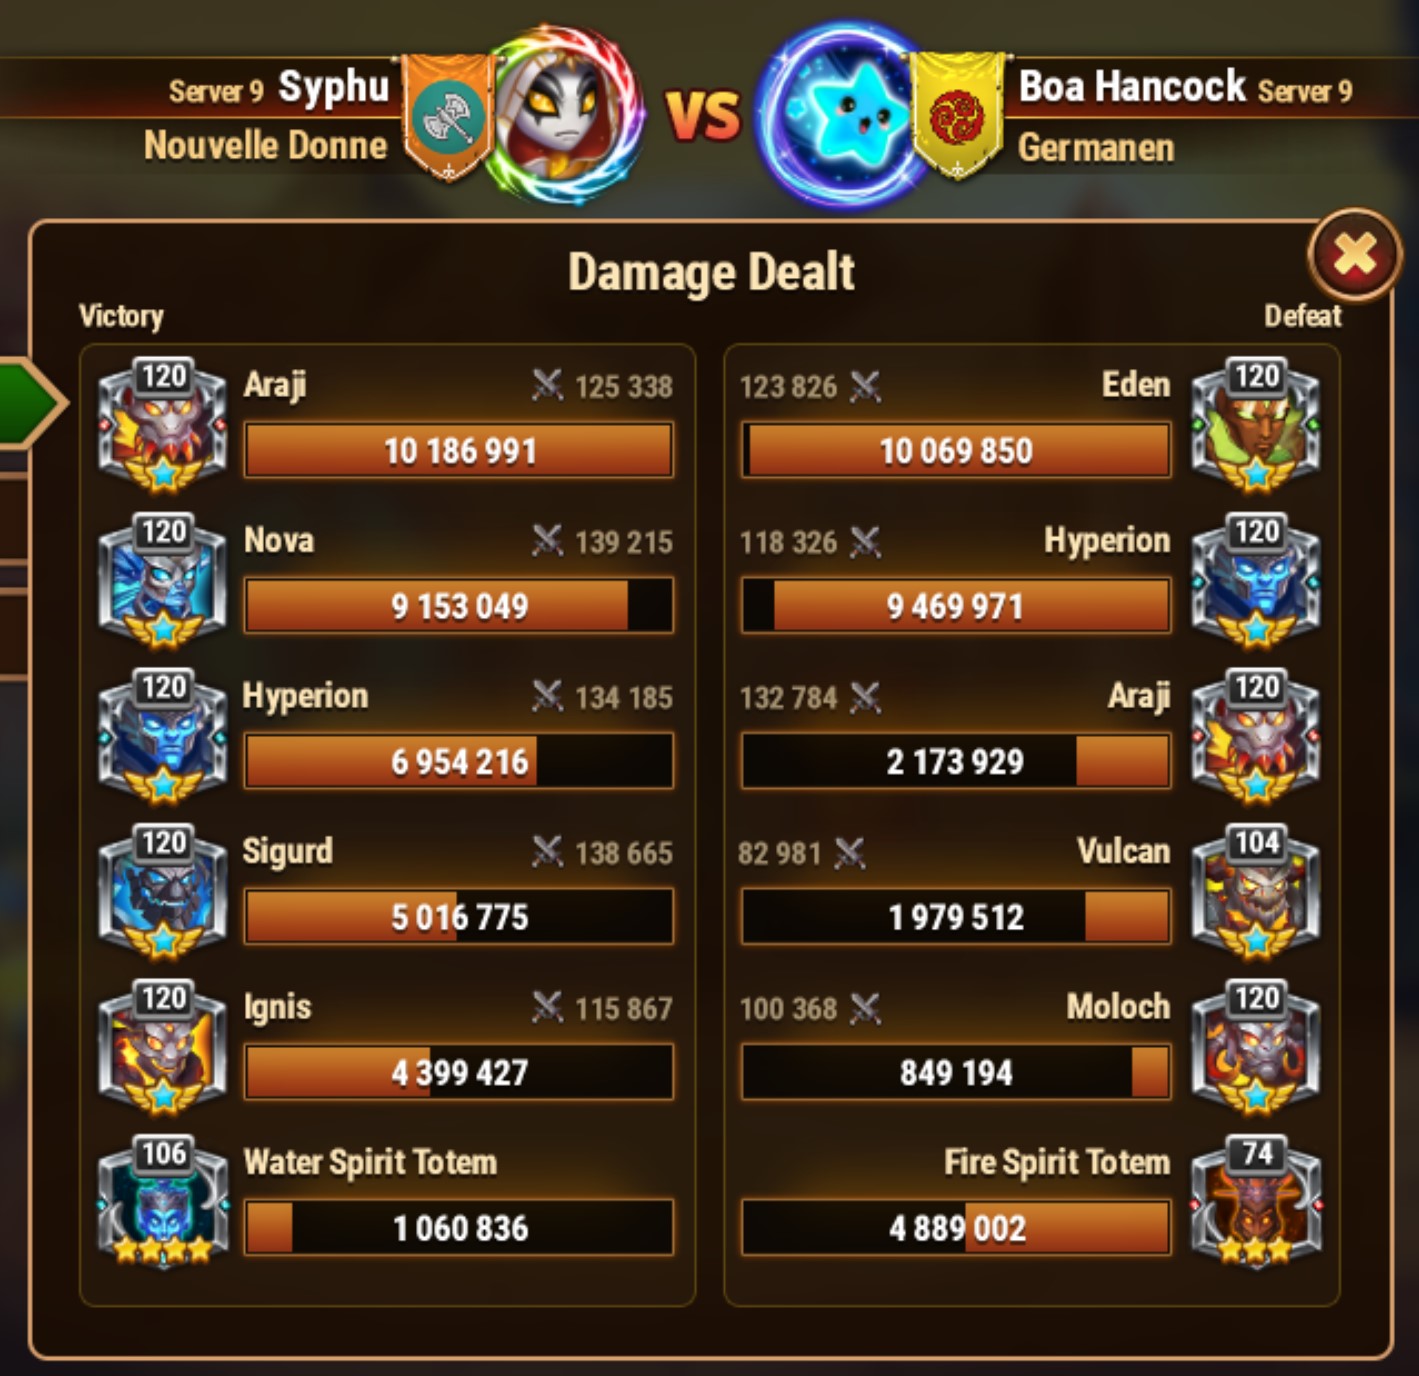 Server 9 Syphu
Nouvelle Donne
VS
Boa Hancock Server 9
Germanen
Damage Dealt
Victory
Defeat
120 Araji 125 338
10 186 991
123 826 Eden 120
10 069 850
120 Nova 139 215
9 153 049
118 326 Hyperion 120
9 469 971
120 Hyperion 134 185
6 954 216
132 784 Araji 120
2 173 929
120 Sigurd 138 665
5 016 775
82 981 Vulcan 104
1 979 512
120 Ignis 115 867
4 399 427
100 368 Moloch 120
849 194
106 Water Spirit Totem
1 060 836
Fire Spirit Totem 74
4 889 002